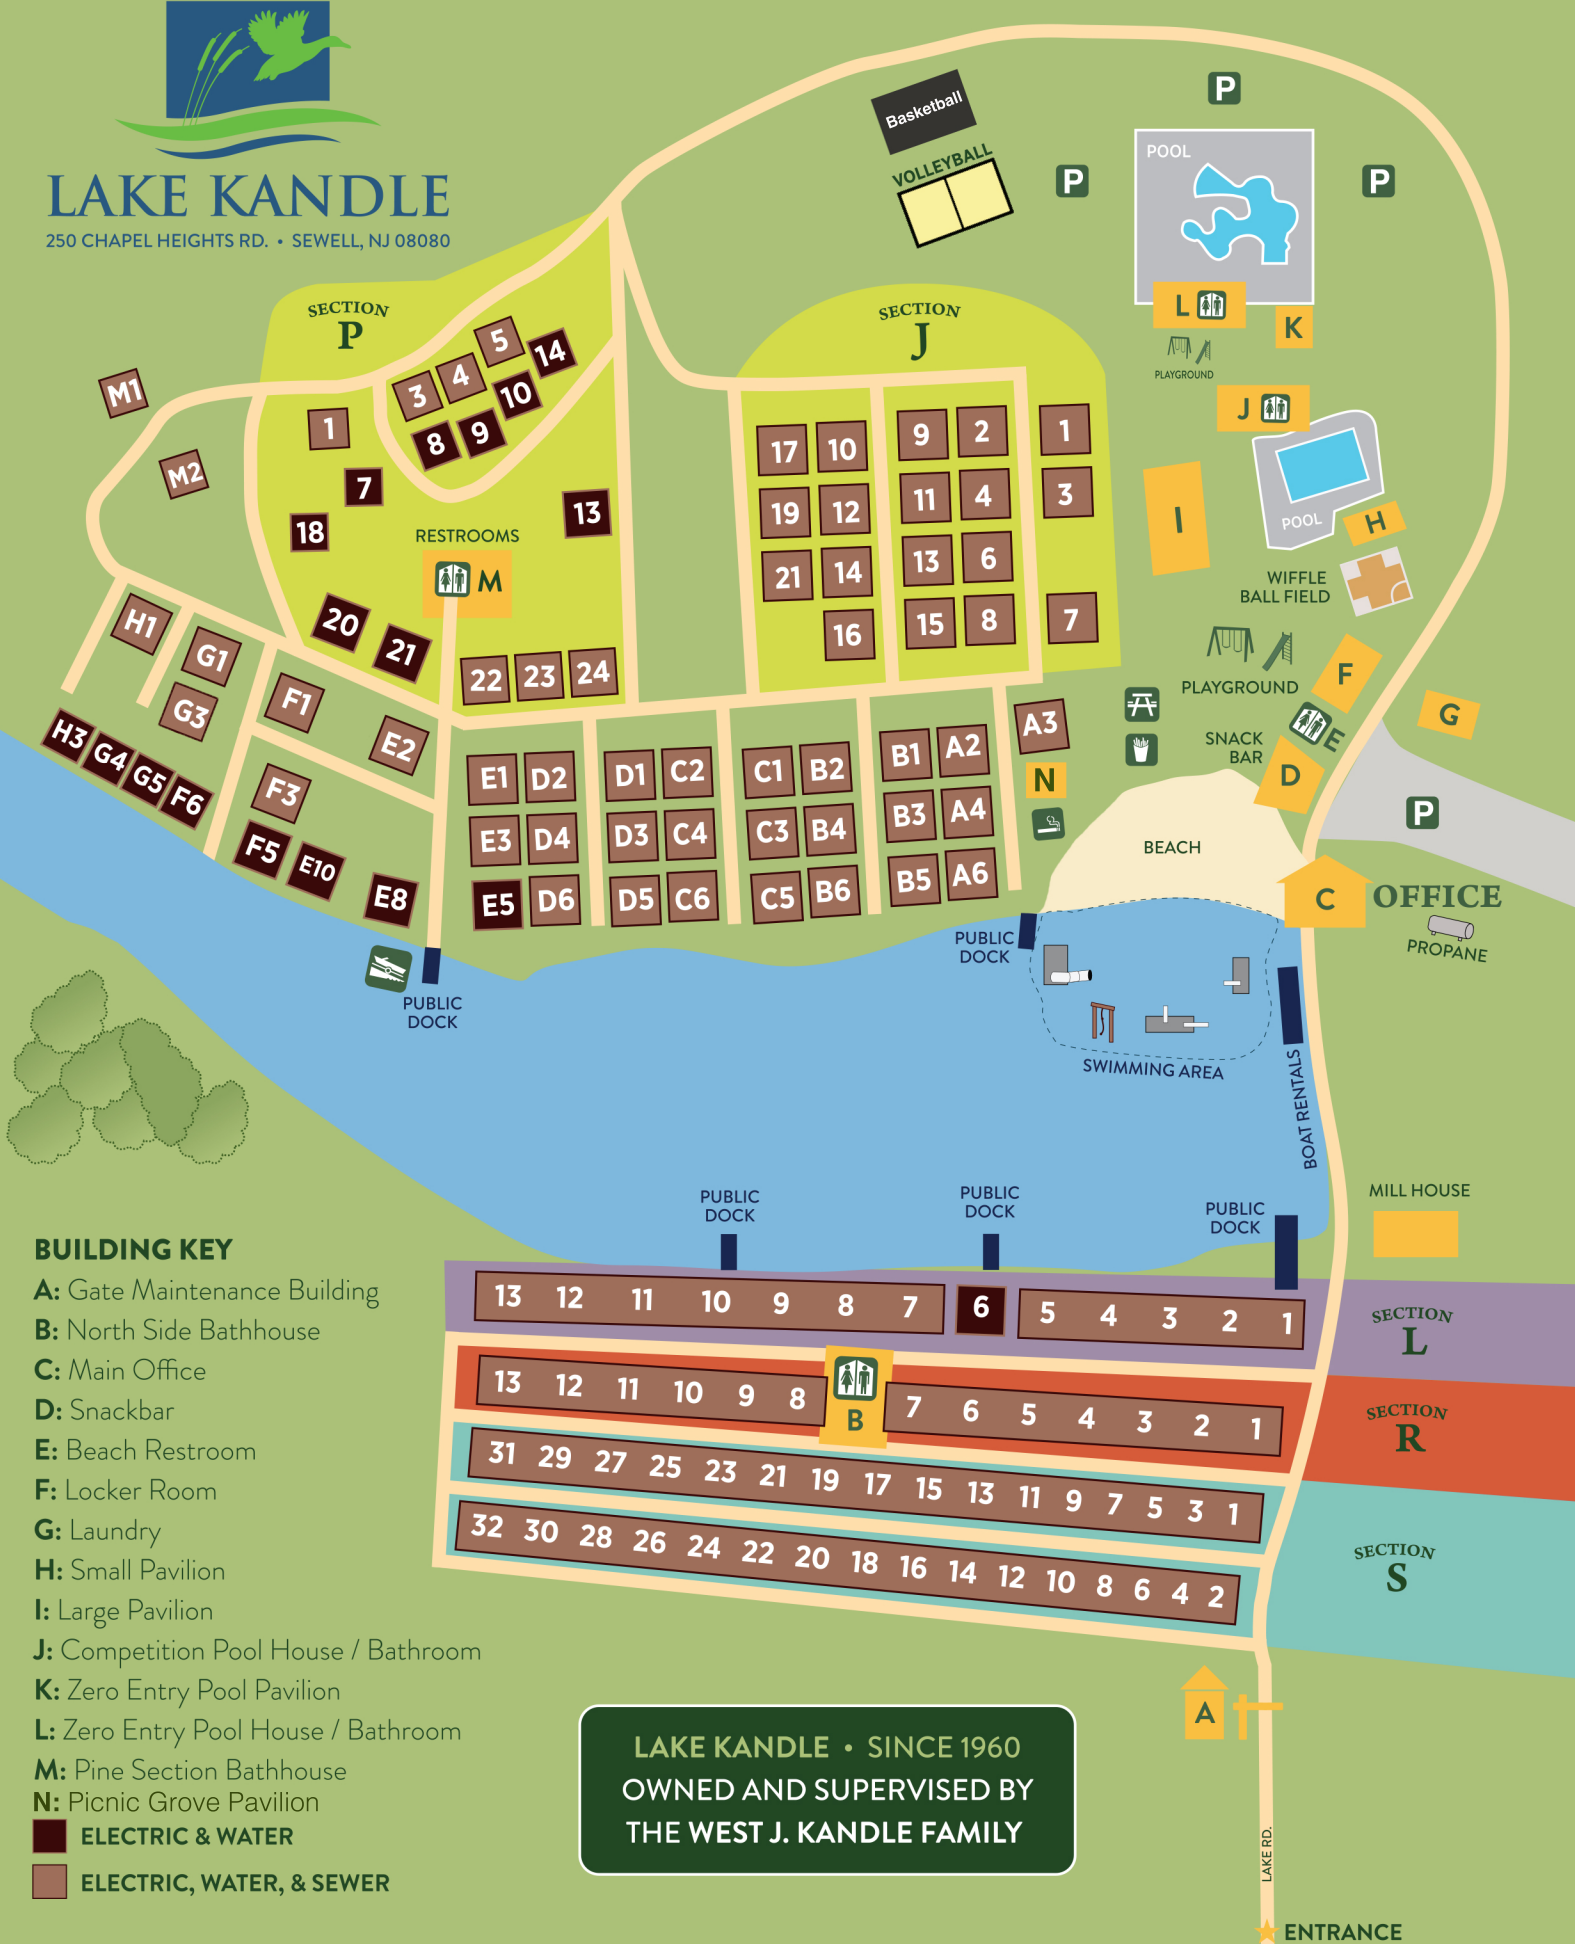 LAKE KANDLE
250 CHAPEL HEIGHTS RD. • SEWELL, NJ 08080
Basketball
VOLLEYBALL
P
P
P
POOL
L
K
PLAYGROUND
J
POOL
H
I
WIFFLE
BALL FIELD
PLAYGROUND
F
G
E
SNACK
BAR
D
P
BEACH
C
OFFICE
PROPANE
SECTION
P
5
14
4
3
10
9
8
1
7
18
13
RESTROOMS
M
20
21
22 23 24
M1
M2
SECTION
J
17 10 9 2 1
19 12 11 4 3
21 14 13 6
16 15 8 7
H1
G1
G3
F1
E2
H3 G4 G5 F6
F3
F5 E10 E8
E1 D2 D1 C2 C1 B2 B1 A2 A3
N
E3 D4 D3 C4 C3 B4 B3 A4
E5 D6 D5 C6 C5 B6 B5 A6
PUBLIC
DOCK
PUBLIC
DOCK
SWIMMING AREA
BOAT RENTALS
PUBLIC
DOCK
PUBLIC
DOCK
PUBLIC
DOCK
MILL HOUSE
13 12 11 10 9 8 7 6 5 4 3 2 1
SECTION
L
13 12 11 10 9 8 B 7 6 5 4 3 2 1
SECTION
R
31 29 27 25 23 21 19 17 15 13 11 9 7 5 3 1
32 30 28 26 24 22 20 18 16 14 12 10 8 6 4 2
SECTION
S
A
LAKE RD.
ENTRANCE
BUILDING KEY
A: Gate Maintenance Building
B: North Side Bathhouse
C: Main Office
D: Snackbar
E: Beach Restroom
F: Locker Room
G: Laundry
H: Small Pavilion
I: Large Pavilion
J: Competition Pool House / Bathroom
K: Zero Entry Pool Pavilion
L: Zero Entry Pool House / Bathroom
M: Pine Section Bathhouse
N: Picnic Grove Pavilion
ELECTRIC & WATER
ELECTRIC, WATER, & SEWER
LAKE KANDLE • SINCE 1960
OWNED AND SUPERVISED BY
THE WEST J. KANDLE FAMILY